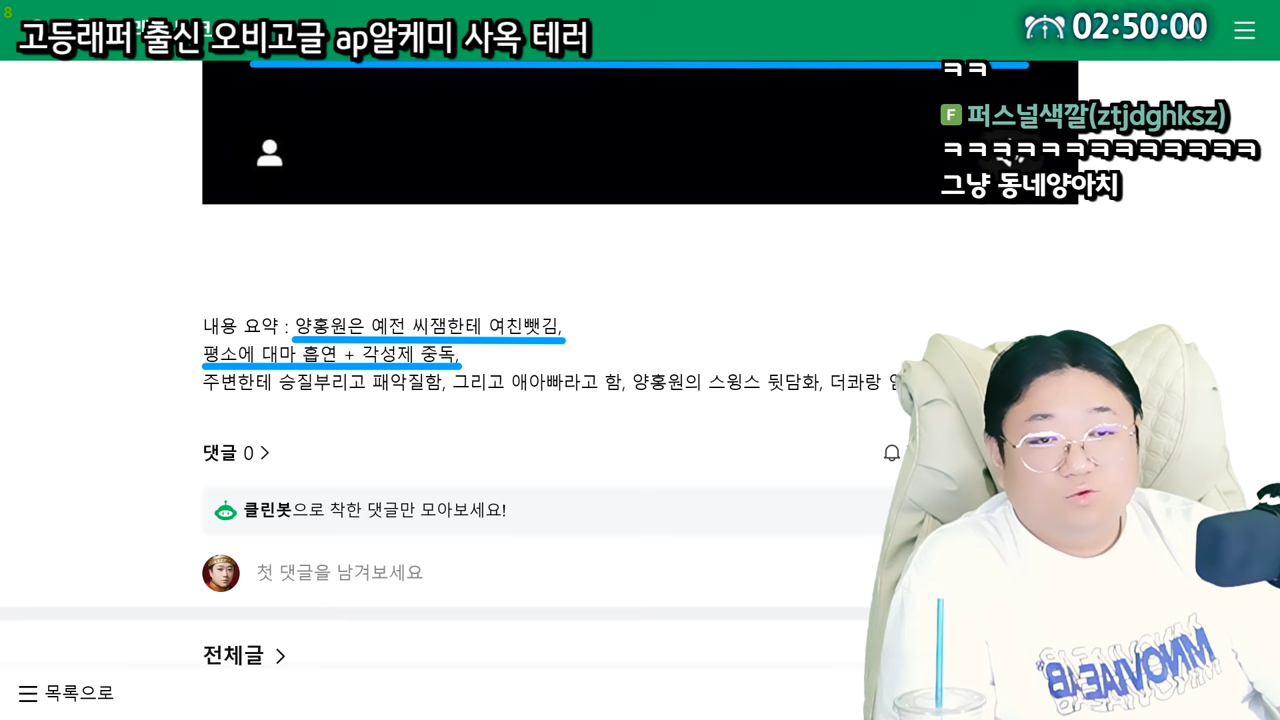 8
고등래퍼 출신 오비고글 ap알케미 사옥 테러
02:50:00
ㅋㅋ
F 퍼스널색깔(ztjdghksz)
ㅋㅋㅋㅋㅋㅋㅋㅋㅋㅋㅋㅋㅋ
그냥 동네양아치
내용 요약 : 양홍원은 예전 씨잼한테 여친뺏김,
평소에 대마 흡연 + 각성제 중독,
주변한테 승질부리고 패악질함, 그리고 애아빠라고 함, 양홍원의 스윙스 뒷담화, 더콰랑
댓글 0
클린봇으로 착한 댓글만 모아보세요!
첫 댓글을 남겨보세요
전체글
목록으로